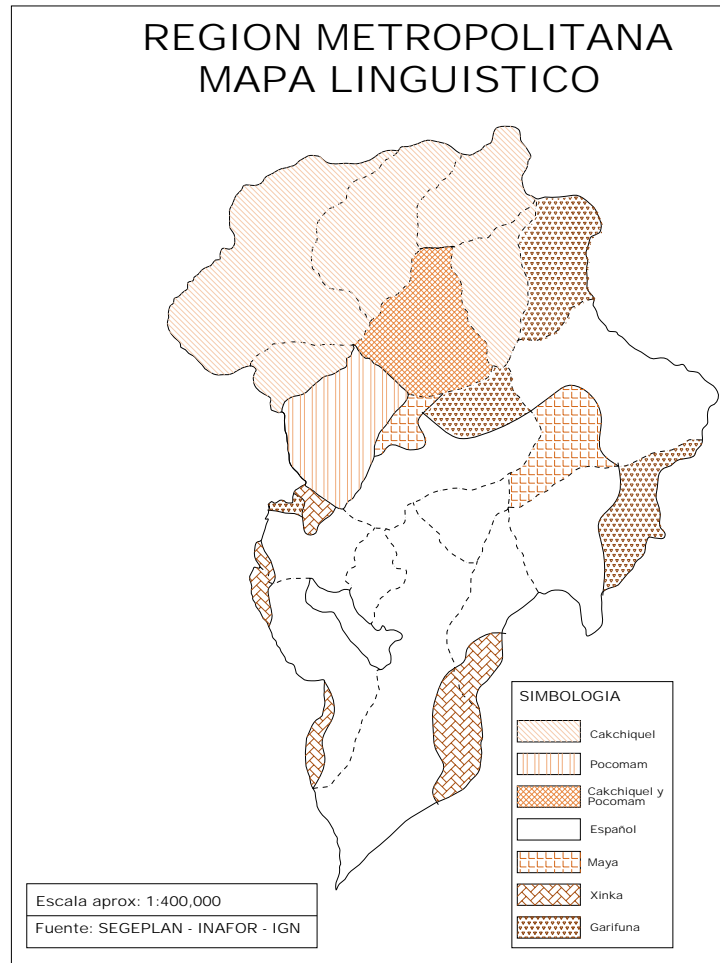 REGION METROPOLITANA
MAPA LINGUISTICO
SIMBOLOGIA
Cakchiquel
Pocomam
Cakchiquel y
Pocomam
Español
Maya
Xinka
Garifuna
Escala aprox: 1:400,000
Fuente: SEGEPLAN - INAFOR - IGN